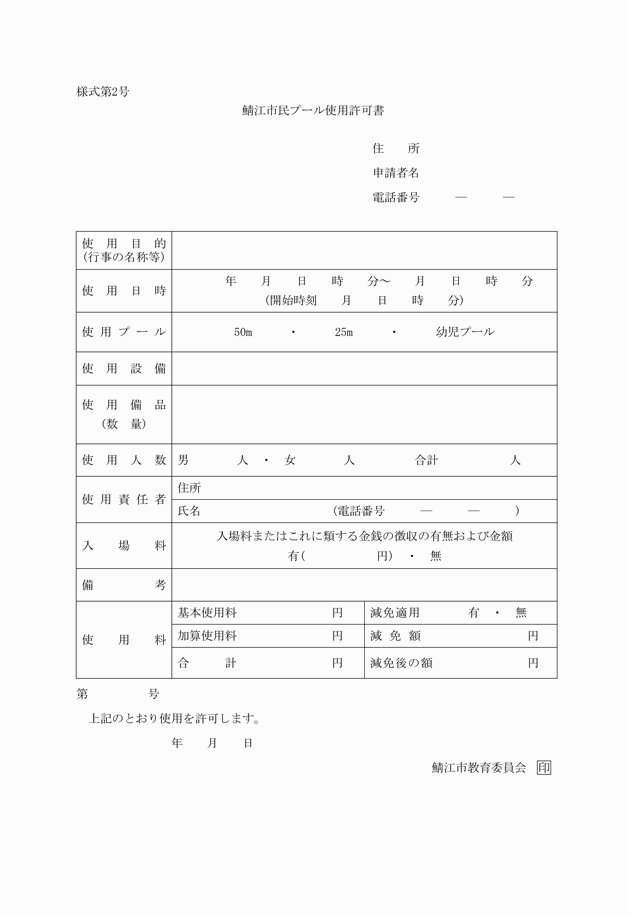 様式第2号
鯖江市民プール使用許可書
住　　所
申請者名
電話番号　　　―　　　―
使　用　目　的
(行事の名称等)
使　用　日　時
年　　月　　日　　時　　分～　　月　　日　　時　　分
(開始時刻　　月　　日　　時　　分)
使 用 プ ー ル
50m　　　・　　　25m　　　・　　　幼児プール
使　用　設　備
使　用　備　品
(数　量)
使　用　人　数
男　　　　人　・　女　　　　人　　　　　合計　　　　　　人
使 用 責 任 者
住所
氏名　　　　　　　　　　　(電話番号　　　―　　　―　　　)
入　　場　　料
入場料またはこれに類する金銭の徴収の有無および金額
有(　　　　　　円)　・　無
備　　　　　考
使　　用　　料
基本使用料　　　　　　　　円
減免適用　　　　有　・　無
加算使用料　　　　　　　　円
減　免　額　　　　　　　　　円
合　　　計　　　　　　　　円
減免後の額　　　　　　　　円
第　　　　　号
上記のとおり使用を許可します。
年　　月　　日
鯖江市教育委員会　印